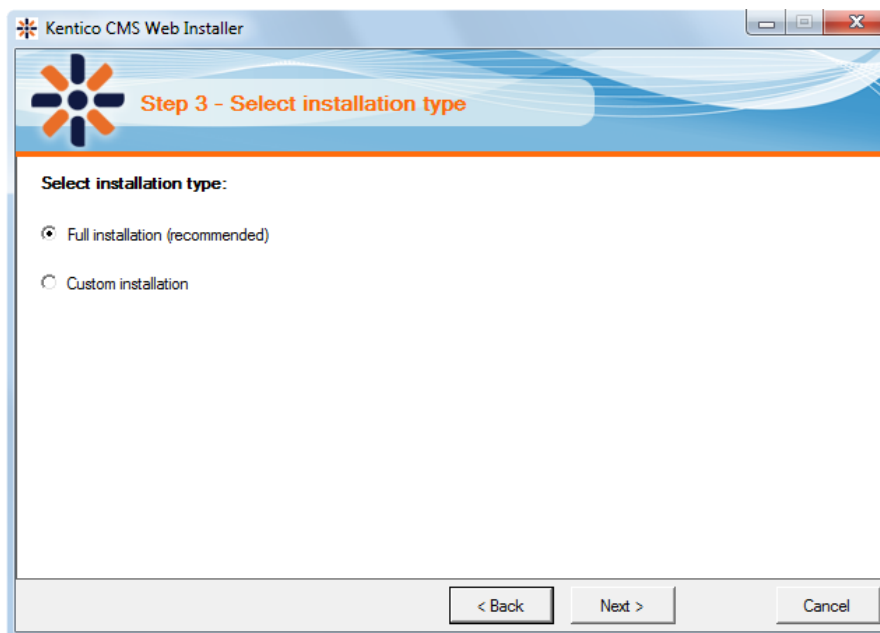 Kentico CMS Web Installer
Step 3 - Select installation type
Select installation type:
Full installation (recommended)
Custom installation
< Back Next > Cancel